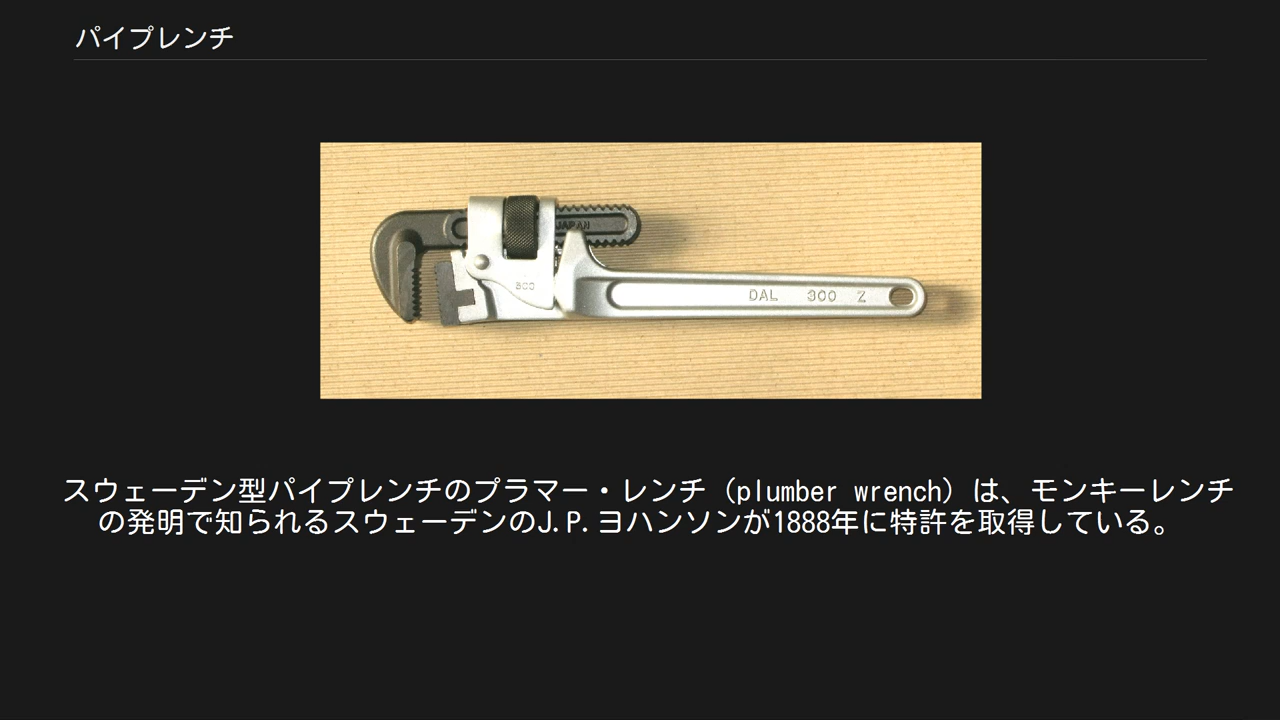 パイプレンチ
JAPAN
300
DAL 300 Z
スウェーデン型パイプレンチのプラマー・レンチ（plumber wrench）は、モンキーレンチ
の発明で知られるスウェーデンのJ.P.ヨハンソンが1888年に特許を取得している。